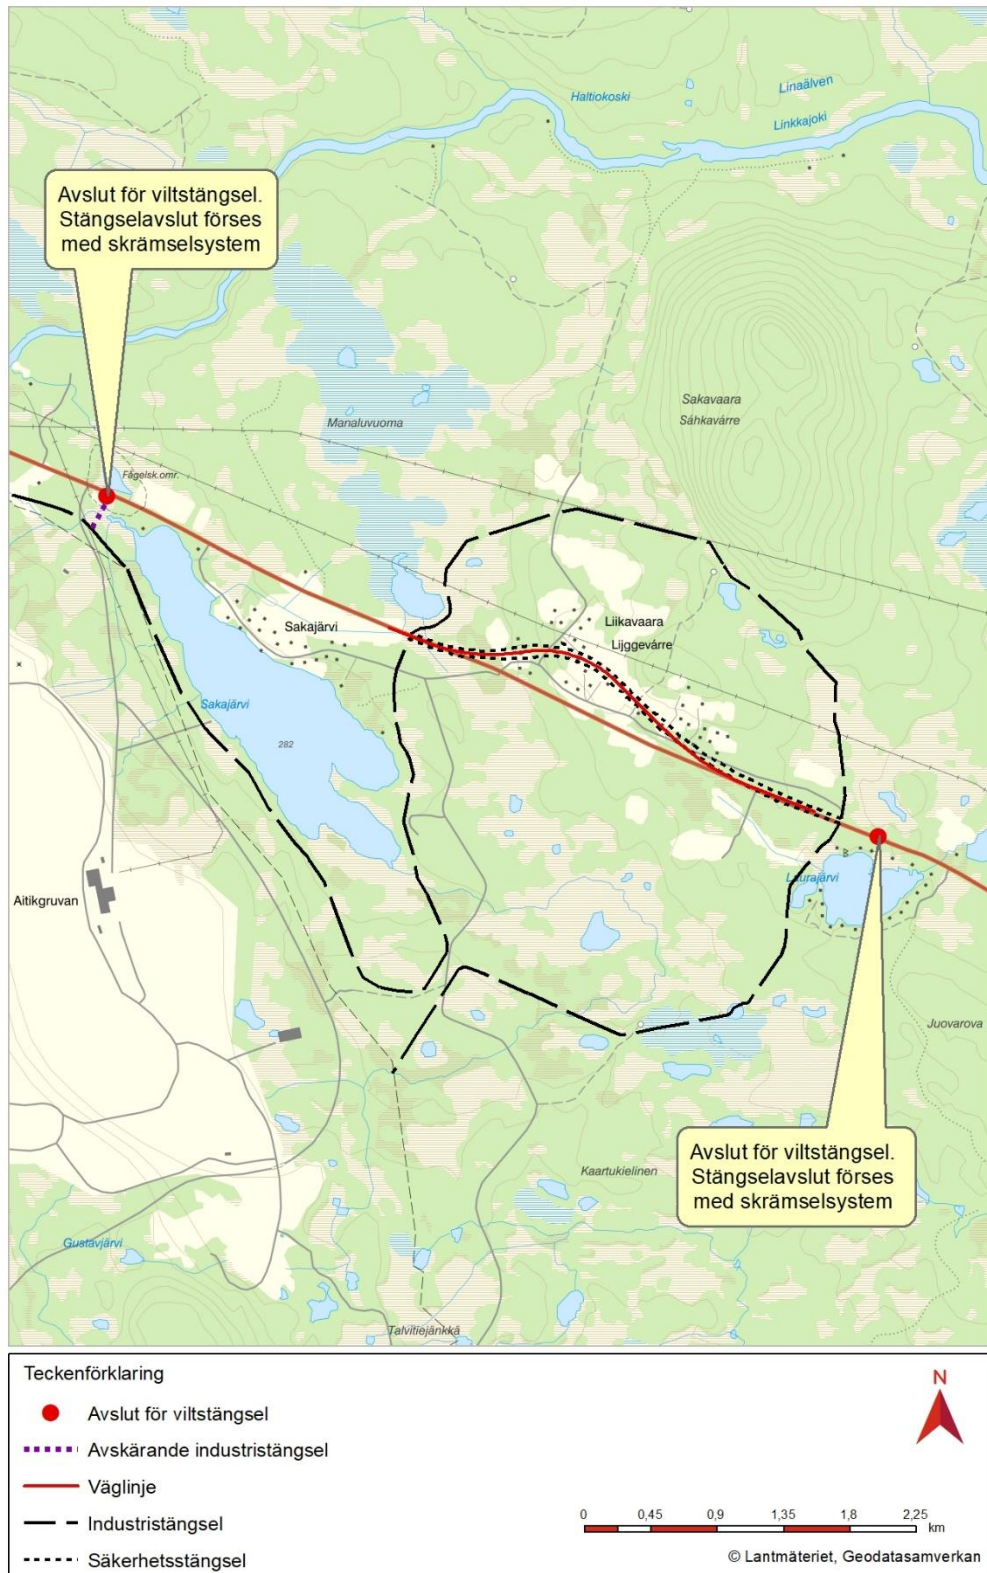 Haltiokoski
Linaälven
Linkkajoki
Avslut för viltstängsel.
Stängselavslut förses
med skrämselsystem
Sakavaara
Sáhkavárre
Manaluvuoma
Fågelsk.omr.
Sakajärvi
Liikavaara
Lijggevárre
Sakajärvi
282
Laurajärvi
Aitikgruvan
Juovarova
Avslut för viltstängsel.
Stängselavslut förses
med skrämselsystem
Kaartukielinen
Gustavjärvi
Talvitiejänkkä
Teckenförklaring
Avslut för viltstängsel
Avskärande industristängsel
Väglinje
Industristängsel
Säkerhetsstängsel
N
0 0,45 0,9 1,35 1,8 2,25
km
© Lantmäteriet, Geodatasamverkan